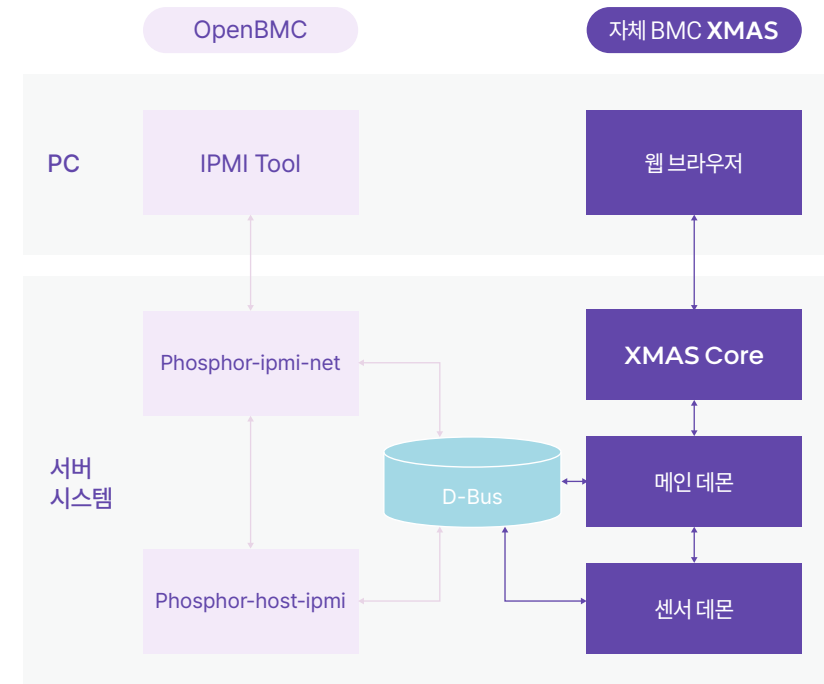 OpenBMC
자체 BMC XMAS
PC
IPMI Tool
웹 브라우저
Phosphor-ipmi-net
XMAS Core
서버
시스템
D-Bus
메인 데몬
Phosphor-host-ipmi
센서 데몬